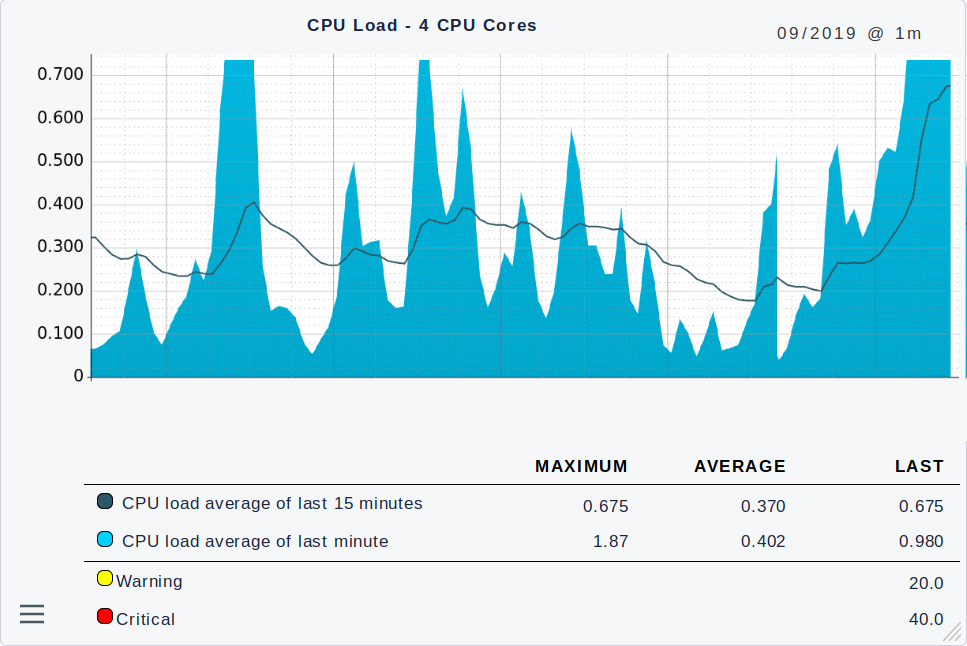 CPU Load - 4 CPU Cores
09/2019 @ 1m
0.700
0.600
0.500
0.400
0.300
0.200
0.100
0
MAXIMUM AVERAGE LAST
CPU load average of last 15 minutes 0.675 0.370 0.675
CPU load average of last minute 1.87 0.402 0.980
Warning 20.0
Critical 40.0